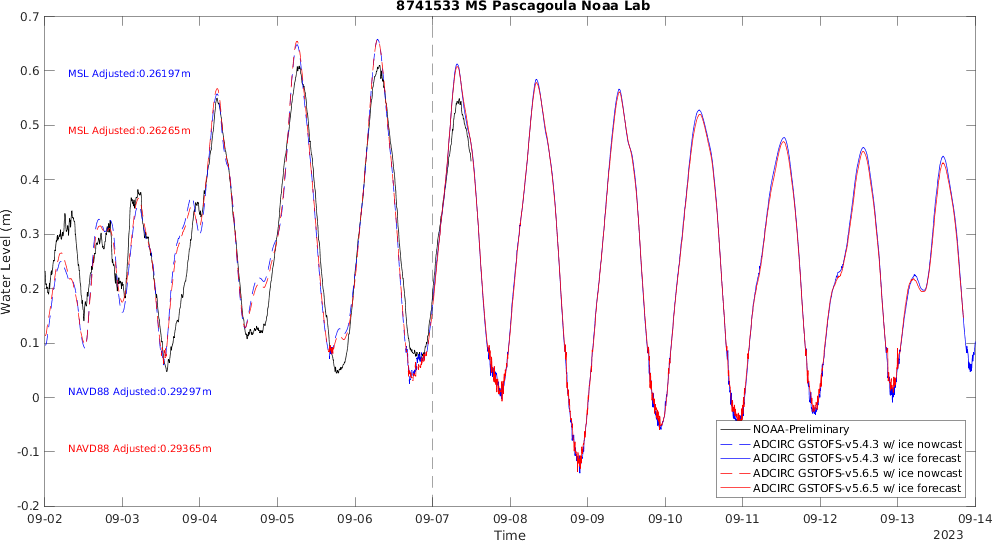 8741533 MS Pascagoula Noaa Lab
Water Level (m)
0.7
0.6
0.5
0.4
0.3
0.2
0.1
0
-0.1
-0.2
MSL Adjusted:0.26197m
MSL Adjusted:0.26265m
NAVD88 Adjusted:0.29297m
NAVD88 Adjusted:0.29365m
NOAA-Preliminary
ADCIRC GSTOFS-v5.4.3 w/ ice nowcast
ADCIRC GSTOFS-v5.4.3 w/ ice forecast
ADCIRC GSTOFS-v5.6.5 w/ ice nowcast
ADCIRC GSTOFS-v5.6.5 w/ ice forecast
09-02 09-03 09-04 09-05 09-06 09-07 09-08 09-09 09-10 09-11 09-12 09-13 09-14
Time
2023